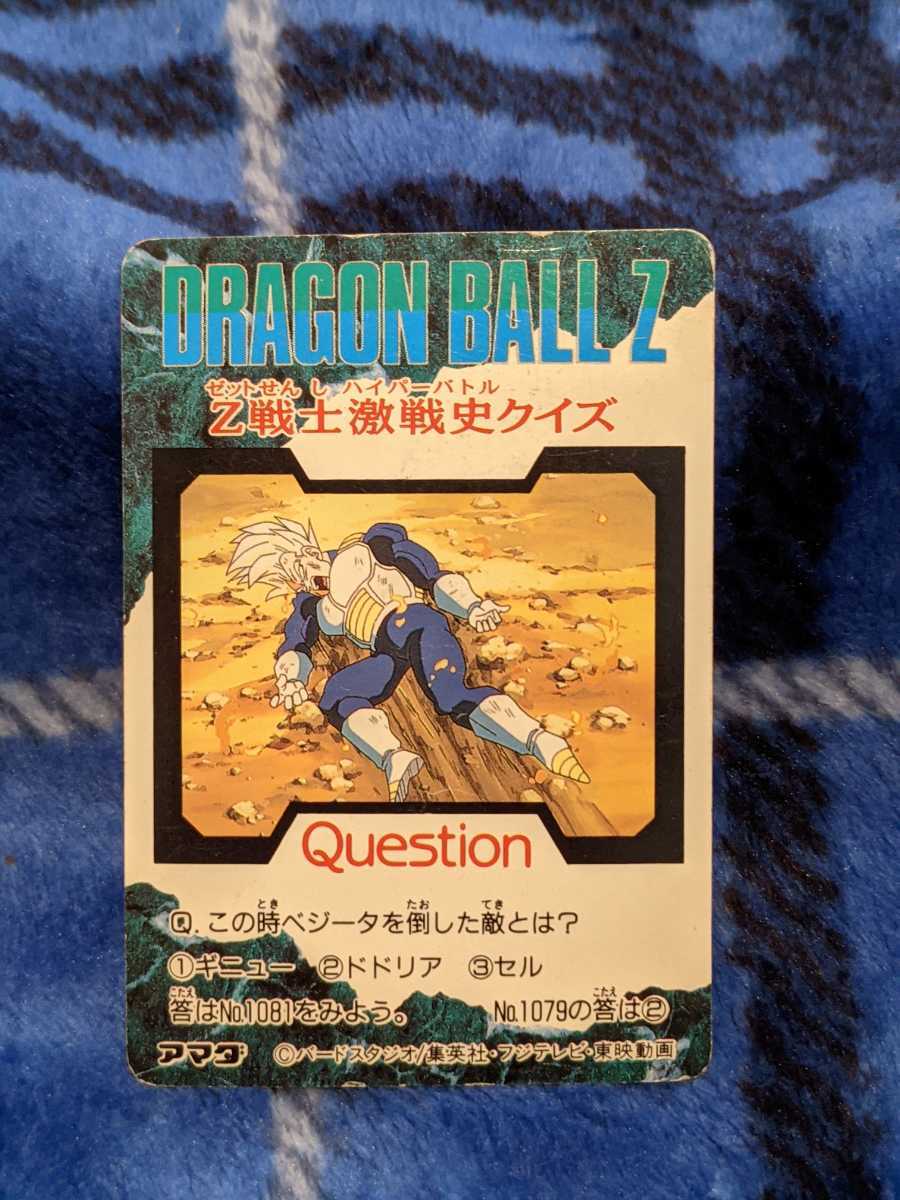 DRAGON BALL Z
ゼットせん し ハイパーバトル
Z戦士激戦史クイズ
Question
とき たお てき
Q. この時ベジータを倒した敵とは?
①ギニュー ②ドドリア ③セル
こたえ こたえ
答はNo.1081をみよう。 No.1079の答は②
アマダ ©バードスタジオ/集英社・フジテレビ・東映動画